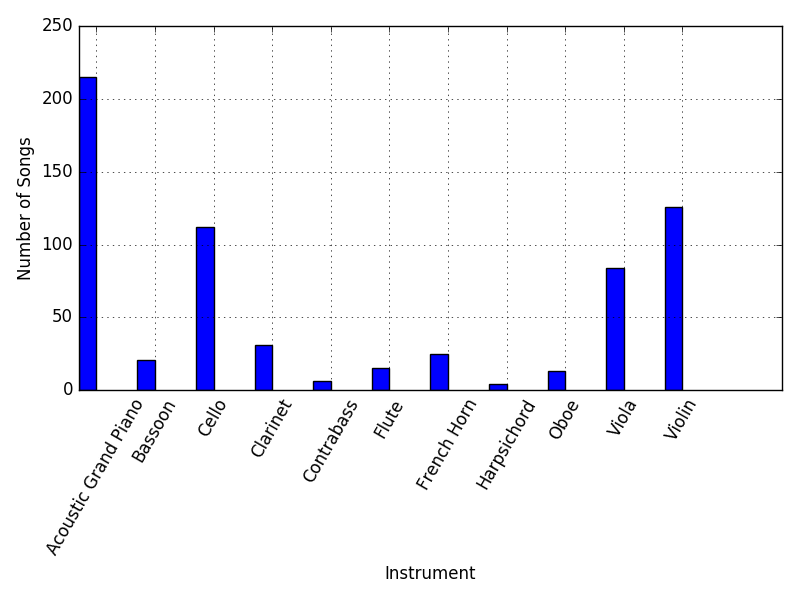 250
200
150
100
50
0
Number of Songs
Acoustic Grand Piano
Bassoon
Cello
Clarinet
Contrabass
Flute
French Horn
Harpsichord
Oboe
Viola
Violin
Instrument